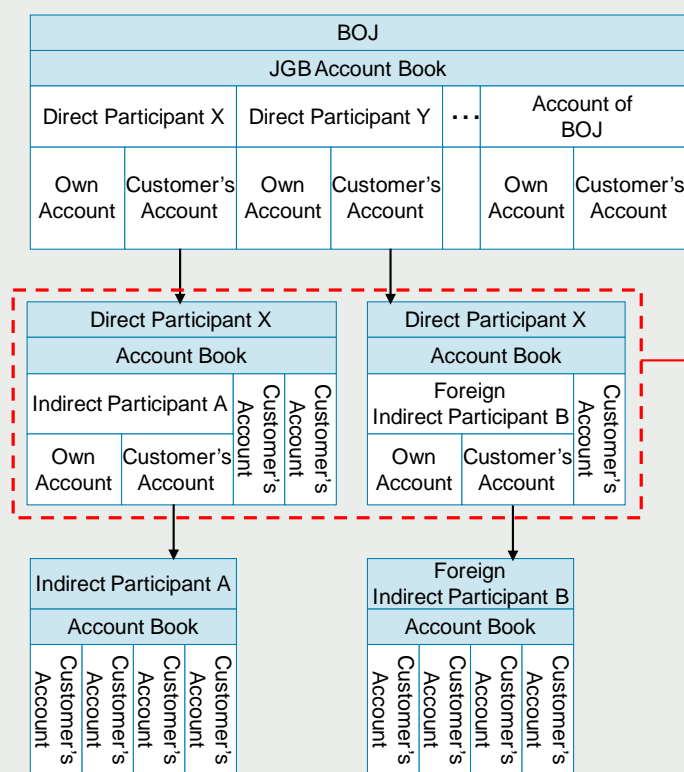 BOJ
JGB Account Book
Direct Participant X
Direct Participant Y
...
Account of
BOJ
Own
Account
Customer's
Account
Own
Account
Customer's
Account
Own
Account
Customer's
Account
Direct Participant X
Account Book
Indirect Participant A
Own
Account
Customer's
Account
Customer's
Account
Customer's
Account
Direct Participant X
Account Book
Foreign
Indirect Participant B
Own
Account
Customer's
Account
Customer's
Account
Indirect Participant A
Account Book
Customer's
Account
Customer's
Account
Customer's
Account
Customer's
Account
Foreign
Indirect Participant B
Account Book
Customer's
Account
Customer's
Account
Customer's
Account
Customer's
Account